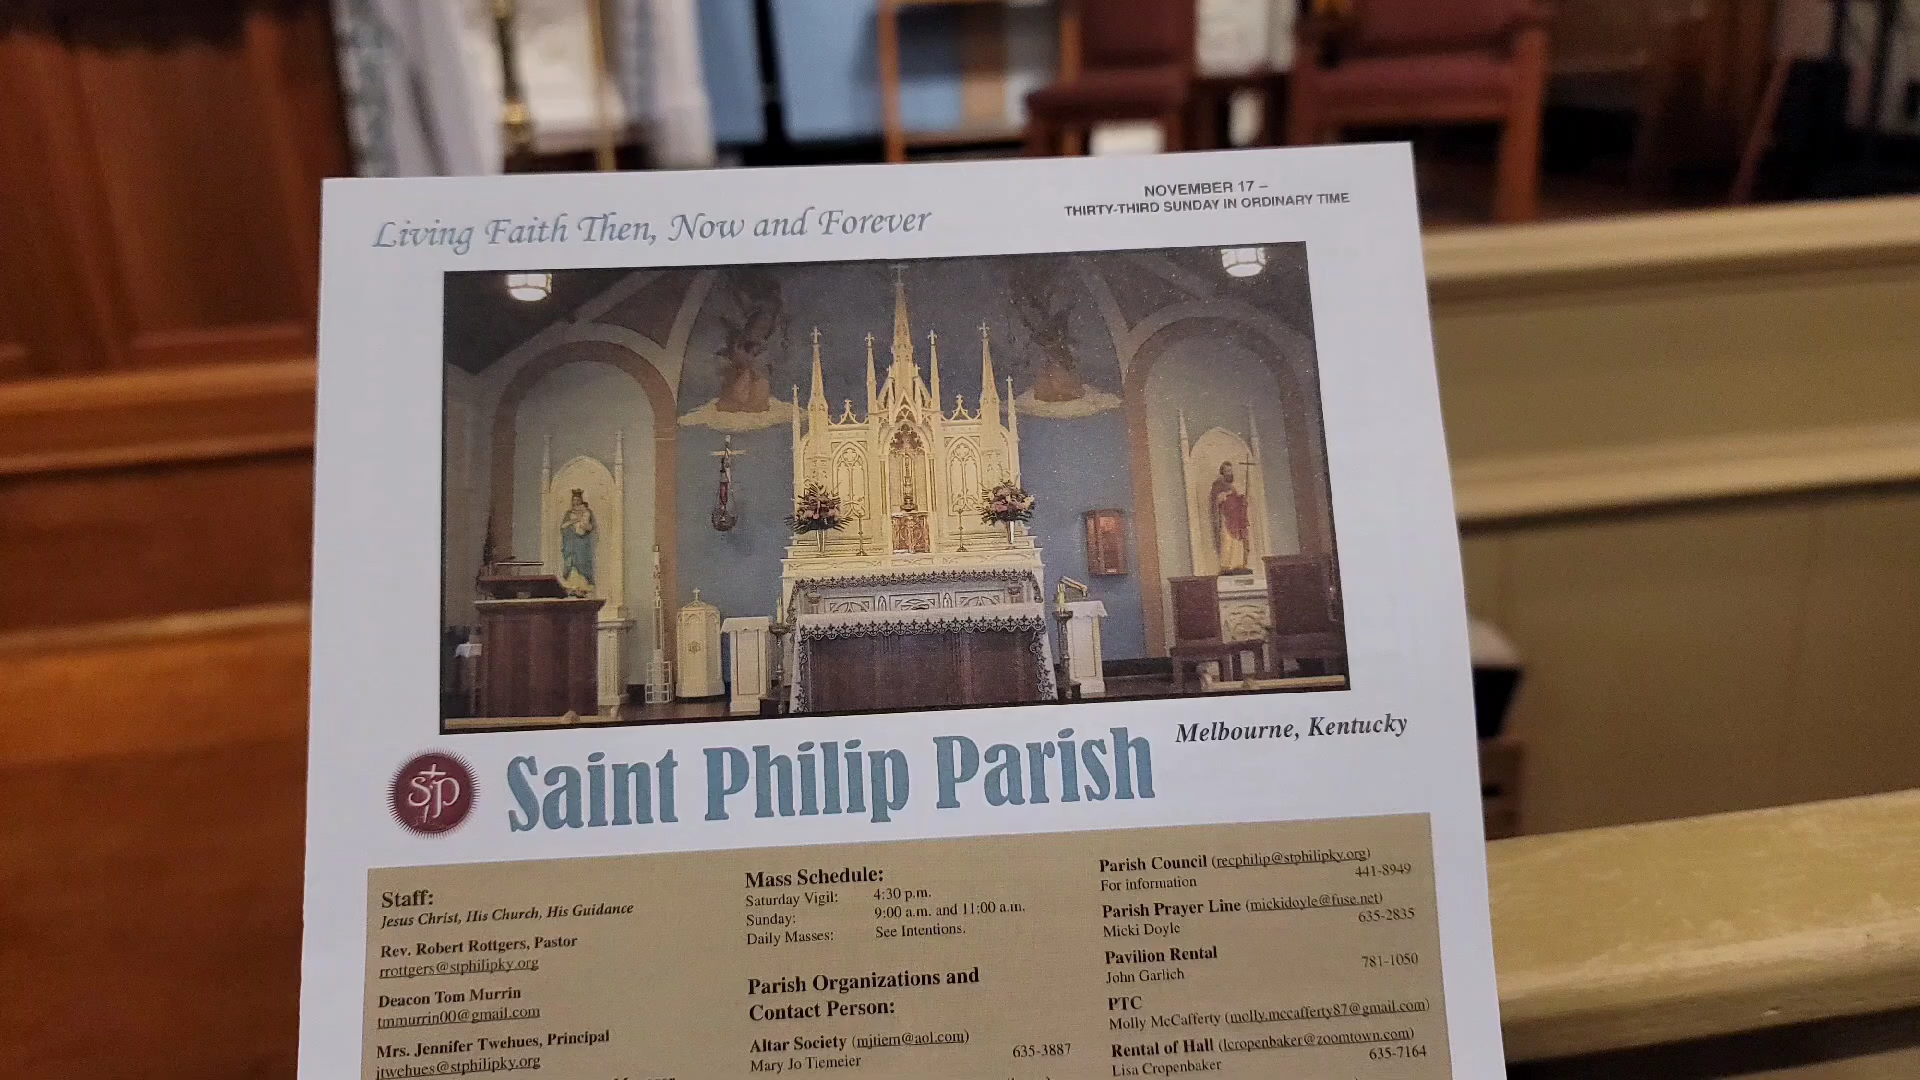 Living Faith Then, Now and Forever
NOVEMBER 17 –
THIRTY-THIRD SUNDAY IN ORDINARY TIME
Saint Philip Parish
Melbourne, Kentucky
stp
Staff:
Jesus Christ, His Church, His Guidance
Rev. Robert Rottgers, Pastor
rrottgers@stphilipky.org
Deacon Tom Murrin
tmmurrin00@gmail.com
Mrs. Jennifer Twehues, Principal
jtwehues@stphilipky.org
Mass Schedule:
Saturday Vigil: 4:30 p.m.
Sunday: 9:00 a.m. and 11:00 a.m.
Daily Masses: See Intentions.
Parish Organizations and
Contact Person:
Altar Society (mjtiem@aol.com)
Mary Jo Tiemeier 635-3887
Parish Council (recphilip@stphilipky.org)
For information 441-8949
Parish Prayer Line (mickidoyle@fuse.net)
Micki Doyle 635-2835
Pavilion Rental
John Garlich 781-1050
PTC
Molly McCafferty (molly.mccafferty87@gmail.com)
Rental of Hall (lcropenbaker@zoomtown.com)
Lisa Cropenbaker 635-7164